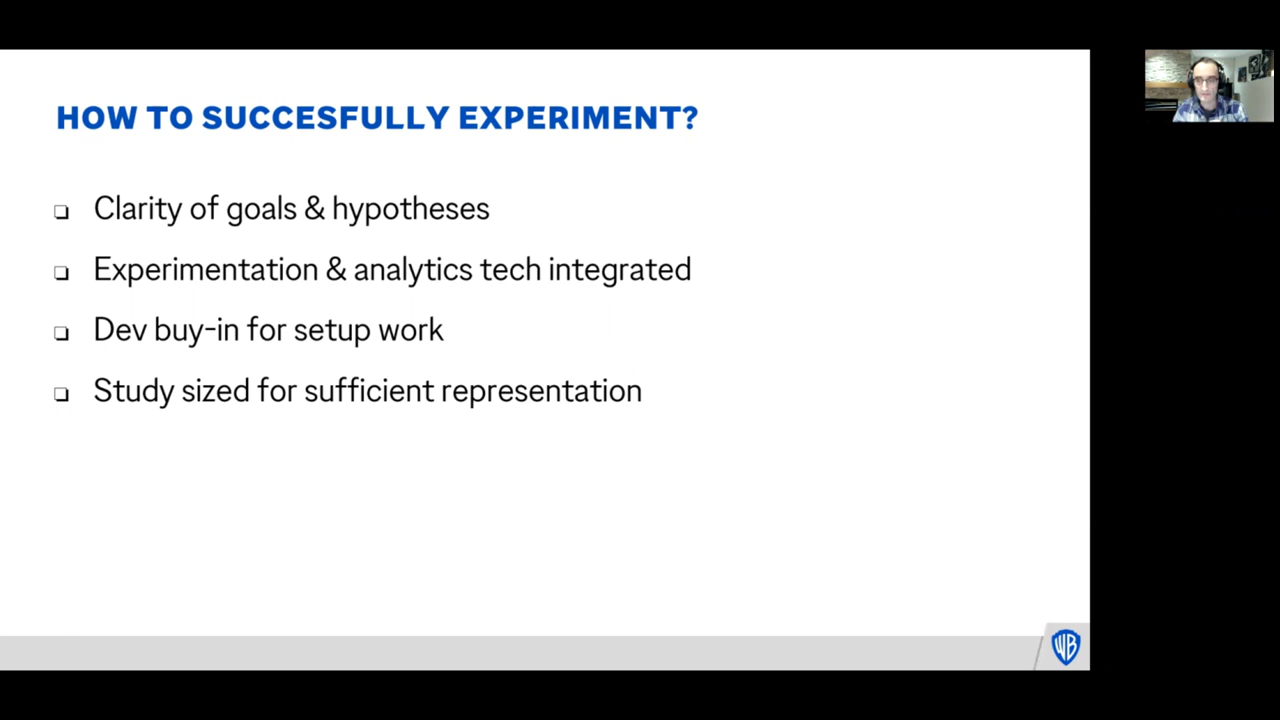 HOW TO SUCCESFULLY EXPERIMENT?
Clarity of goals & hypotheses
Experimentation & analytics tech integrated
Dev buy-in for setup work
Study sized for sufficient representation
WB